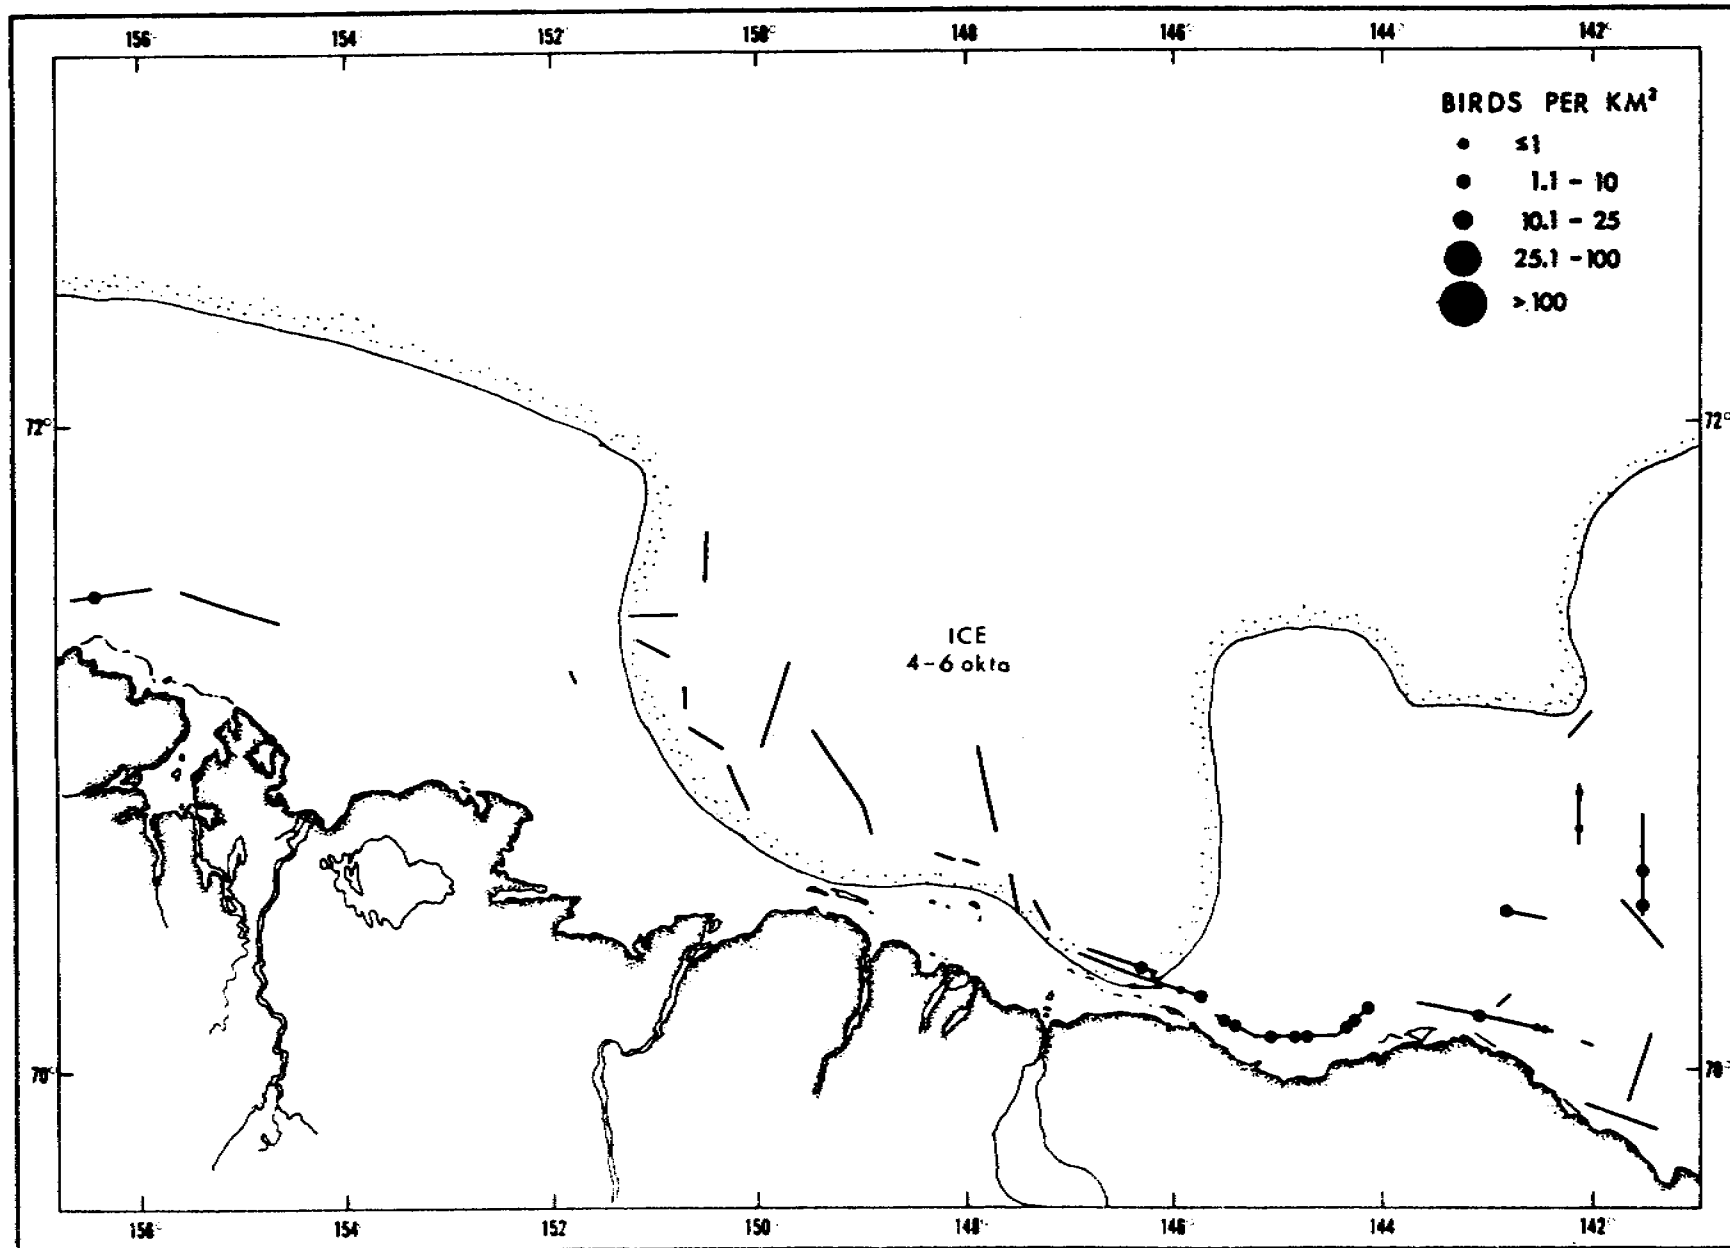 156° 154° 152° 150° 148° 146° 144° 142°
BIRDS PER KM²
≤1
1.1 - 10
10.1 - 25
25.1 - 100
>100
72° 72°
ICE
4-6 okta
70° 70°
156° 154° 152 150° 148° 146° 144° 142°